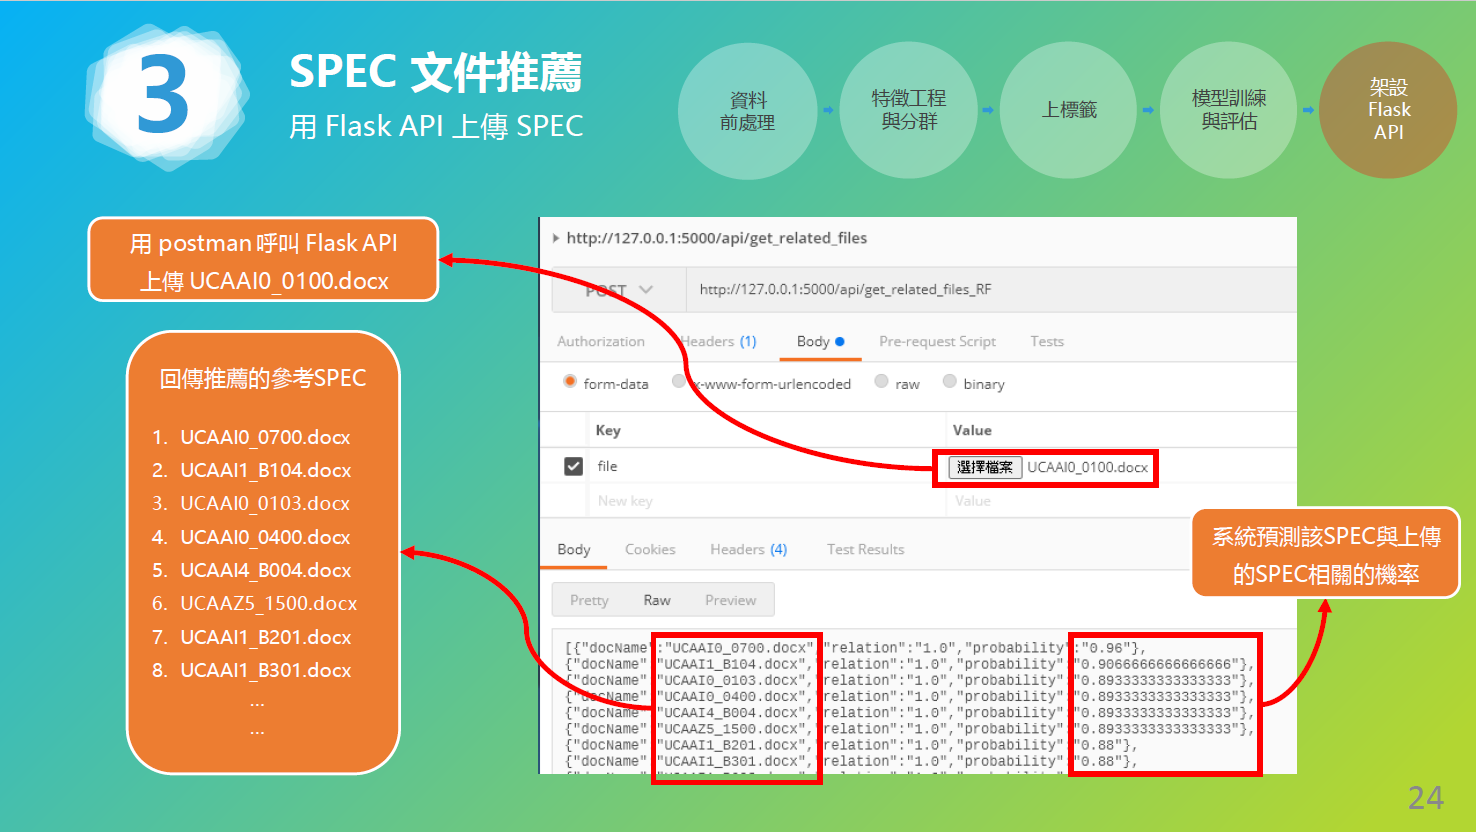 3
SPEC 文件推薦
用 Flask API 上傳 SPEC
資料
前處理
特徵工程
與分群
上標籤
模型訓練
與評估
架設
Flask
API
用 postman 呼叫 Flask API
上傳 UCAAI0_0100.docx
回傳推薦的參考SPEC
1. UCAAI0_0700.docx
2. UCAAI1_B104.docx
3. UCAAI0_0103.docx
4. UCAAI0_0400.docx
5. UCAAI4_B004.docx
6. UCAAZ5_1500.docx
7. UCAAI1_B201.docx
8. UCAAI1_B301.docx
...
...
http://127.0.0.1:5000/api/get_related_files
POST http://127.0.0.1:5000/api/get_related_files_RF
Authorization Headers (1) Body Pre-request Script Tests
form-data x-www-form-urlencoded raw binary
Key Value
file 選擇檔案 UCAAI0_0100.docx
New key Value
Body Cookies Headers (4) Test Results
Pretty Raw Preview
[{"docName":"UCAAI0_0700.docx","relation":"1.0","probability":"0.96"},
{"docName":"UCAAI1_B104.docx","relation":"1.0","probability":"0.9066666666666666"},
{"docName":"UCAAI0_0103.docx","relation":"1.0","probability":"0.8933333333333333"},
{"docName":"UCAAI0_0400.docx","relation":"1.0","probability":"0.8933333333333333"},
{"docName":"UCAAI4_B004.docx","relation":"1.0","probability":"0.8933333333333333"},
{"docName":"UCAAZ5_1500.docx","relation":"1.0","probability":"0.8933333333333333"},
{"docName":"UCAAI1_B201.docx","relation":"1.0","probability":"0.88"},
{"docName":"UCAAI1_B301.docx","relation":"1.0","probability":"0.88"},
系統預測該SPEC與上傳
的SPEC相關的機率
24